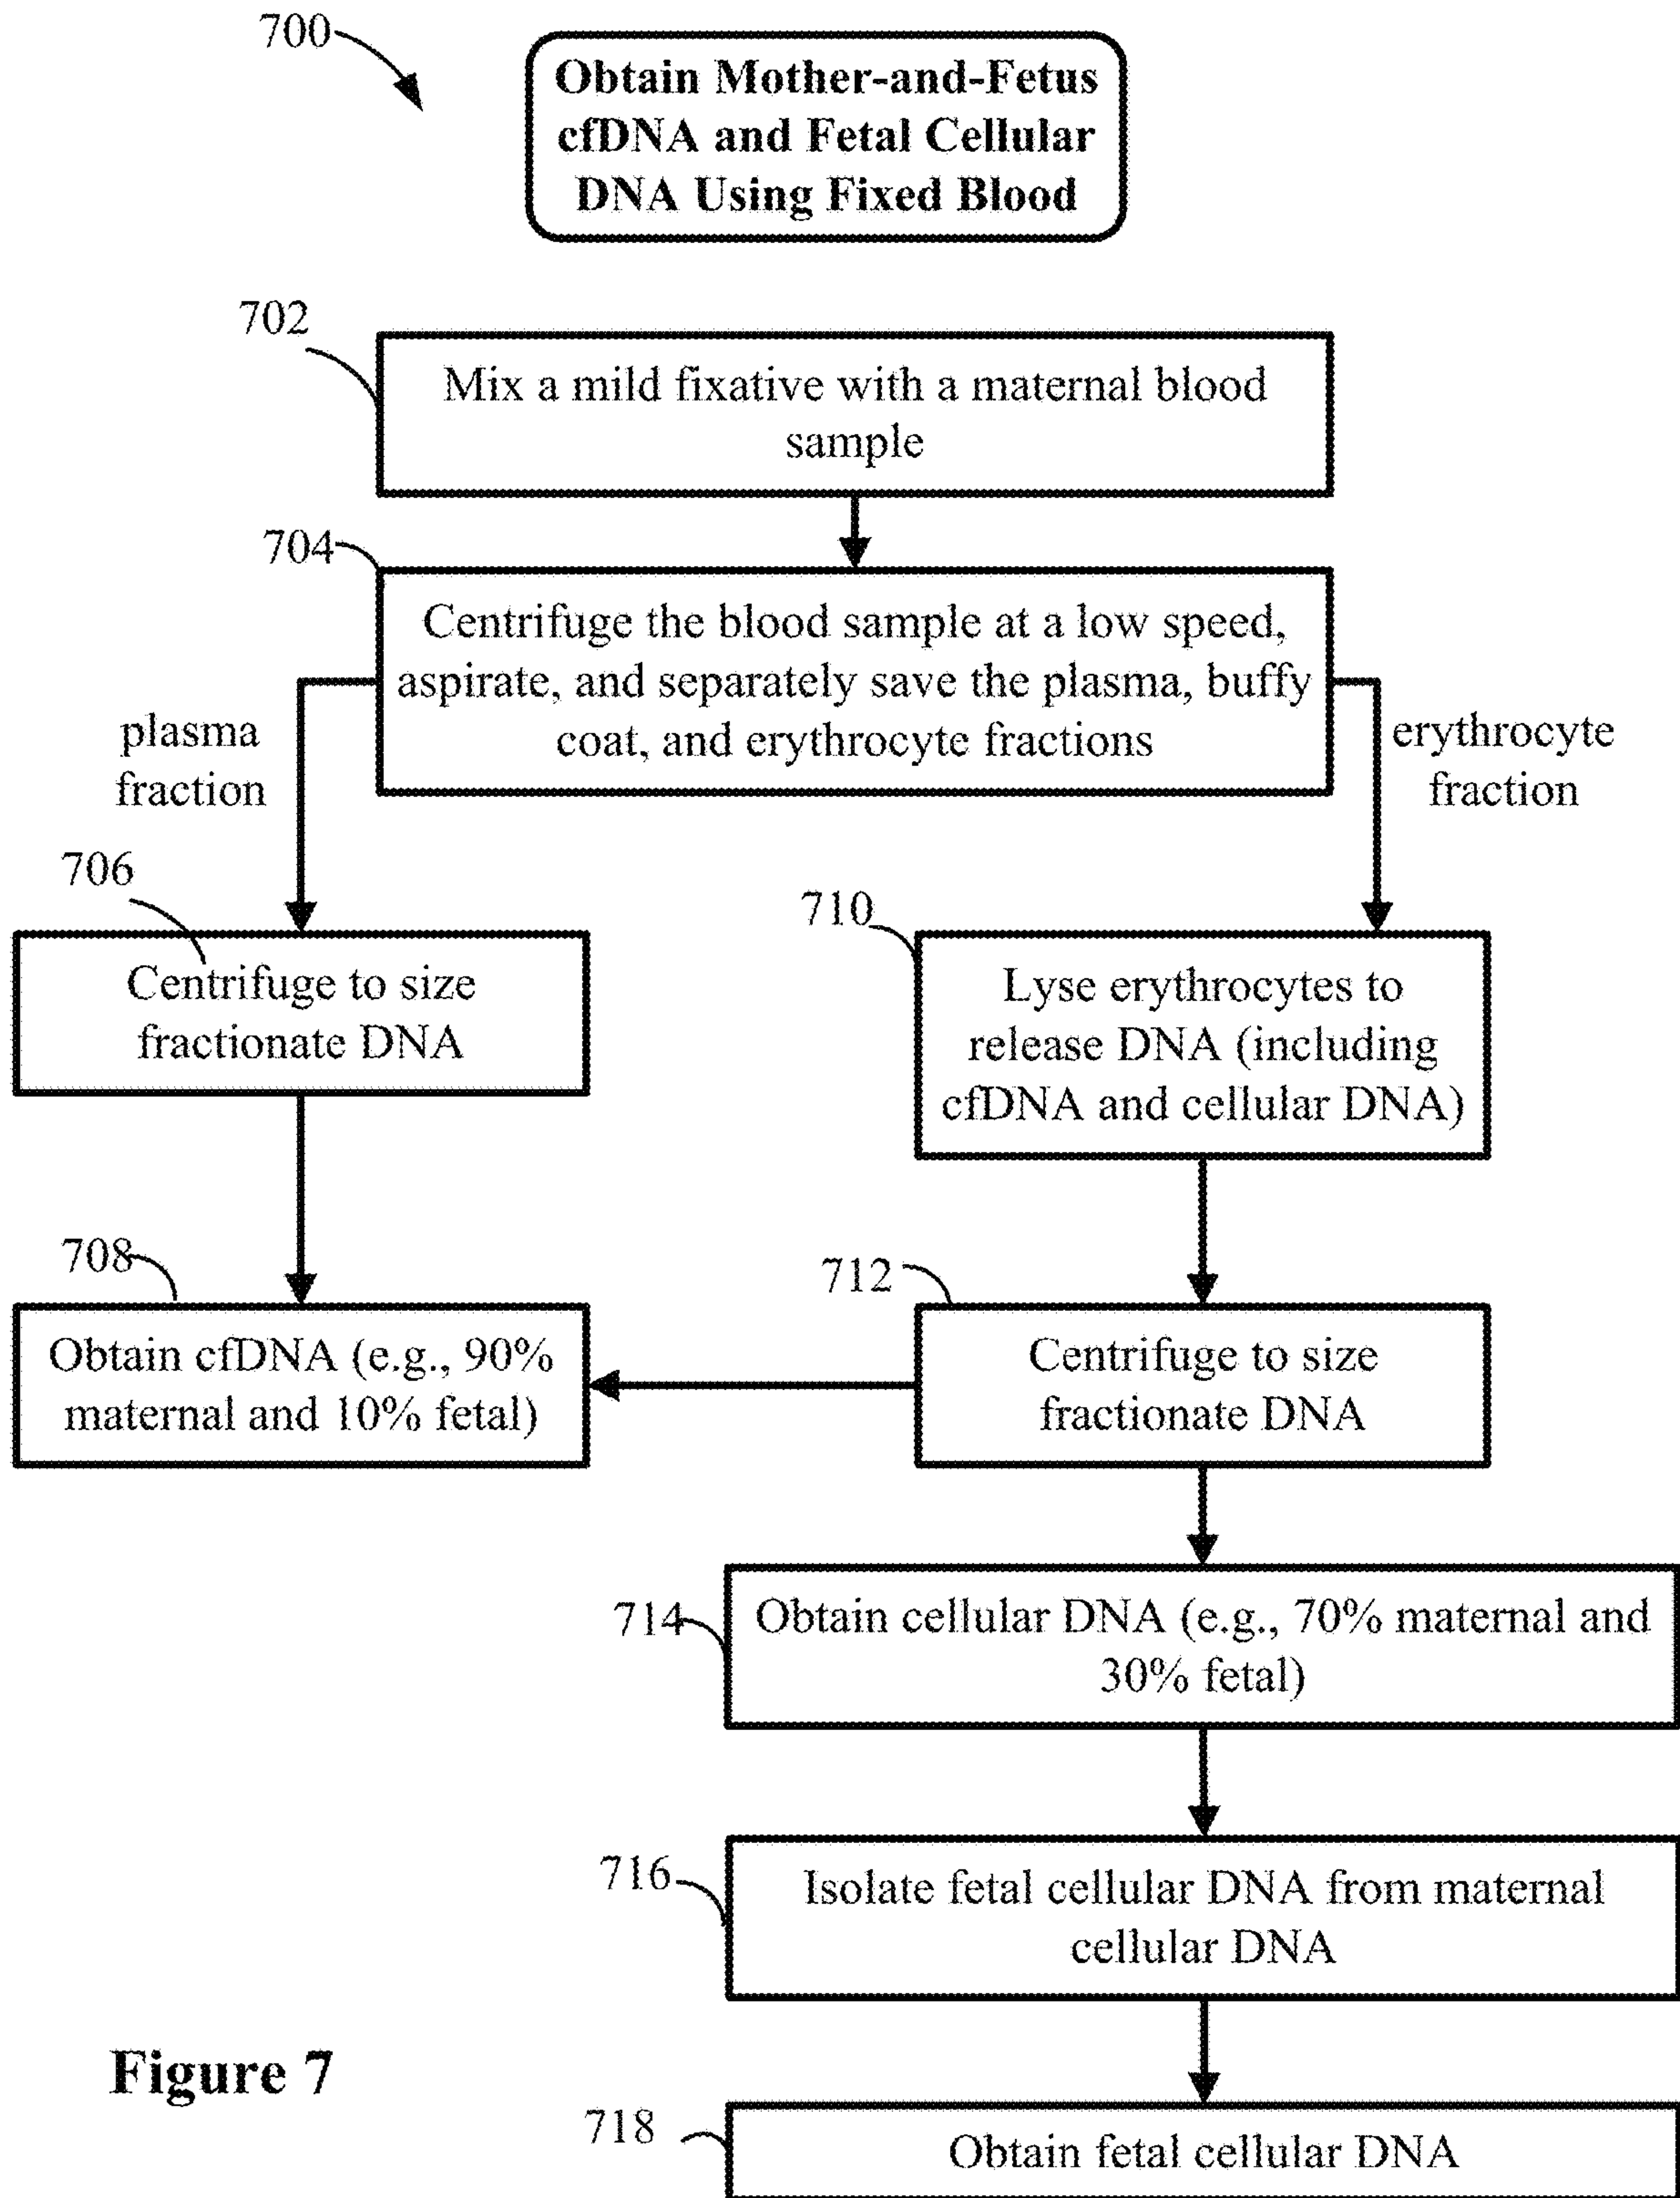 700
Obtain Mother-and-Fetus
cfDNA and Fetal Cellular
DNA Using Fixed Blood
702
Mix a mild fixative with a maternal blood
sample
704
Centrifuge the blood sample at a low speed,
aspirate, and separately save the plasma, buffy
coat, and erythrocyte fractions
plasma
fraction
erythrocyte
fraction
706
Centrifuge to size
fractionate DNA
710
Lyse erythrocytes to
release DNA (including
cfDNA and cellular DNA)
708
Obtain cfDNA (e.g., 90%
maternal and 10% fetal)
712
Centrifuge to size
fractionate DNA
714
Obtain cellular DNA (e.g., 70% maternal and
30% fetal)
716
Isolate fetal cellular DNA from maternal
cellular DNA
Figure 7
718
Obtain fetal cellular DNA